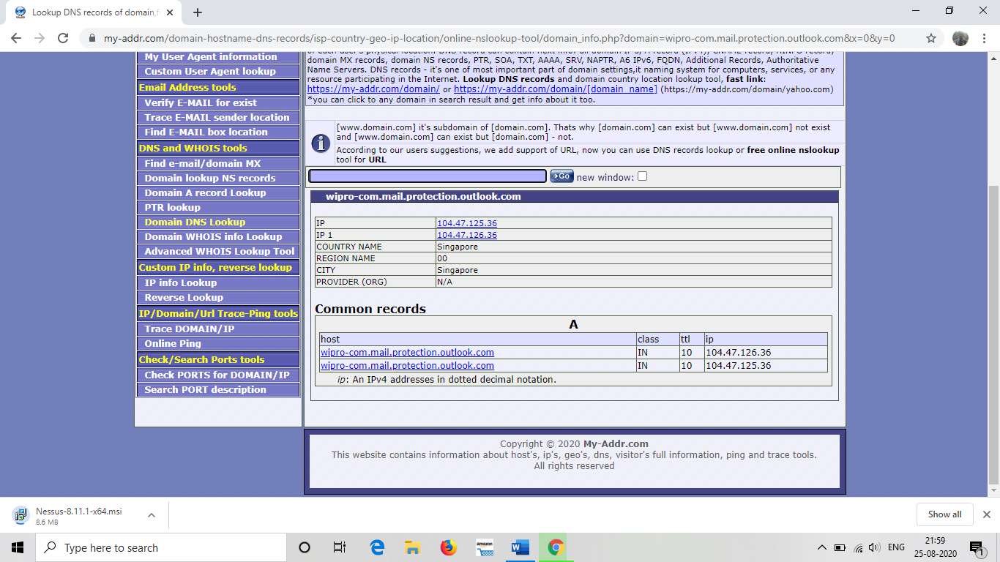 Lookup DNS records of domain,f
my-addr.com/domain-hostname-dns-records/isp-country-geo-ip-location/online-nslookup-tool/domain_info.php?domain=wipro-com.mail.protection.outlook.com&x=0&y=0
My User Agent information
Custom User Agent lookup
Email Address tools
Verify E-MAIL for exist
Trace E-MAIL sender location
Find E-MAIL box location
DNS and WHOIS tools
Find e-mail/domain MX
Domain lookup NS records
Domain A record Lookup
PTR lookup
Domain DNS Lookup
Domain WHOIS info Lookup
Advanced WHOIS Lookup Tool
Custom IP info, reverse lookup
IP info Lookup
Reverse Lookup
IP/Domain/Url Trace-Ping tools
Trace DOMAIN/IP
Online Ping
Check/Search Ports tools
Check PORTS for DOMAIN/IP
Search PORT description
domain MX records, domain NS records, PTR, SOA, TXT, AAAA, SRV, NAPTR, A6 IPv6, FQDN, Additional Records, Authoritative
Name Servers. DNS records - it's one of most important part of domain settings,it naming system for computers, services, or any
resource participating in the Internet. Lookup DNS records and domain country location lookup tool, fast link:
https://my-addr.com/domain/ or https://my-addr.com/domain/[domain_name] (https://my-addr.com/domain/yahoo.com)
*you can click to any domain in search result and get info about it too.
[www.domain.com] it's subdomain of [domain.com]. Thats why [domain.com] can exist but [www.domain.com] not exist
and [www.domain.com] can exist but [domain.com] - not.
According to our users suggestions, we add support of URL, now you can use DNS records lookup or free online nslookup
tool for URL
Go new window:
wipro-com.mail.protection.outlook.com
IP 104.47.125.36
IP 1 104.47.126.36
COUNTRY NAME Singapore
REGION NAME 00
CITY Singapore
PROVIDER (ORG) N/A
Common records
A
host class ttl ip
wipro-com.mail.protection.outlook.com IN 10 104.47.126.36
wipro-com.mail.protection.outlook.com IN 10 104.47.125.36
ip: An IPv4 addresses in dotted decimal notation.
Copyright © 2020 My-Addr.com
This website contains information about host's, ip's, geo's, dns, visitor's full information, ping and trace tools.
All rights reserved
Nessus-8.11.1-x64.msi
8.6 MB
Show all
Type here to search
amazon
ENG
21:59
25-08-2020
1